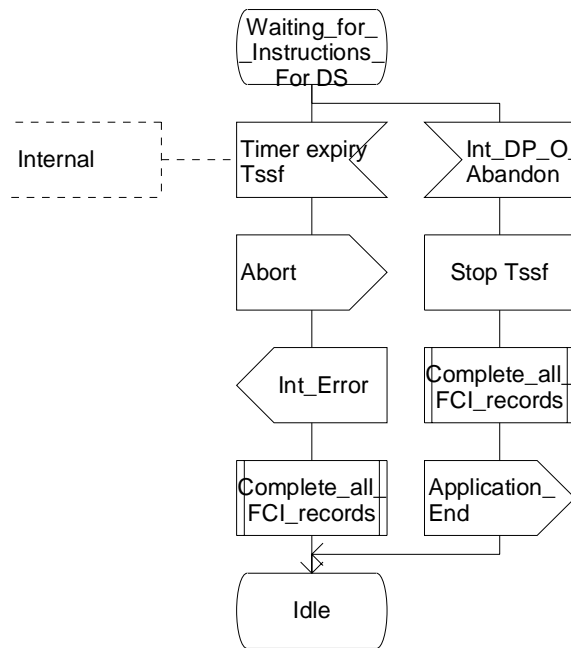 Waiting_for_
_Instructions_
For DS
Internal
Timer expiry
Tssf
Int_DP_O_
Abandon
Abort
Stop Tssf
Int_Error
Complete_all_
FCI_records
Complete_all_
FCI_records
Application_
End
Idle